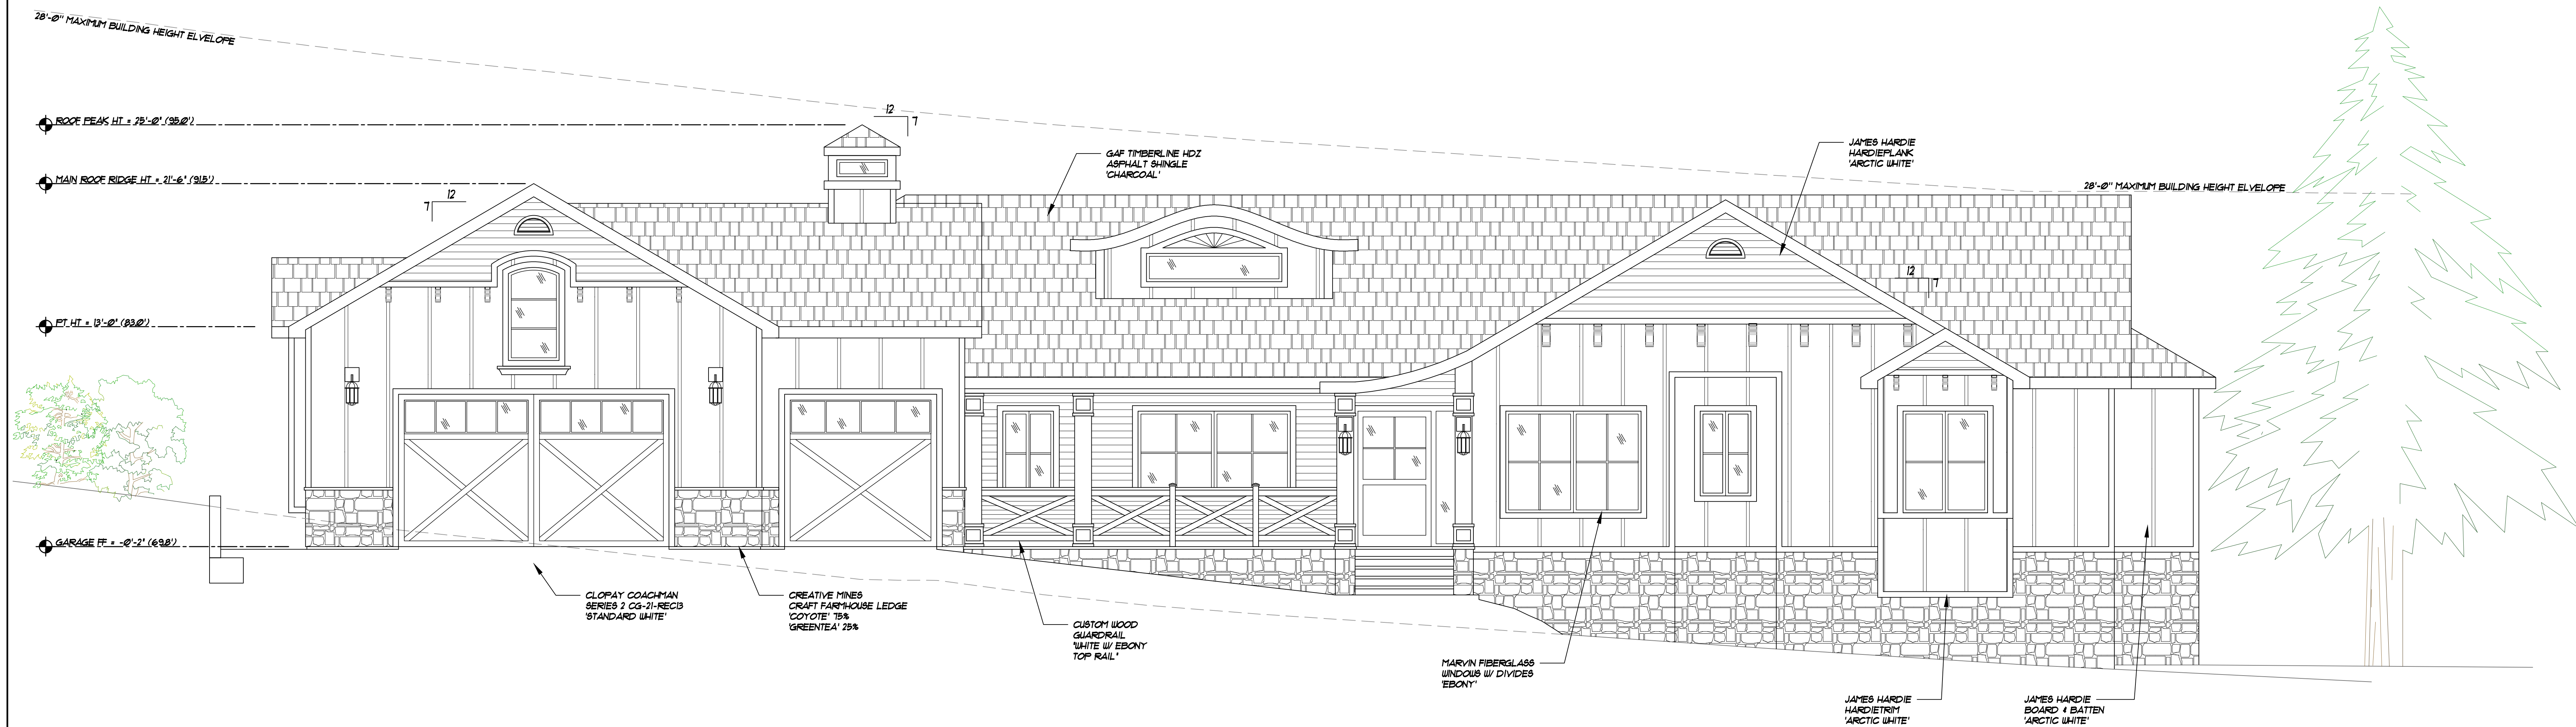 28'-0" MAXIMUM BUILDING HEIGHT ELVELOPE
ROOF PEAK HT = 25'-0" (95.0')
12
7
MAIN ROOF RIDGE HT = 21'-6" (91.5')
12
7
GAF TIMBERLINE HDZ
ASPHALT SHINGLE
'CHARCOAL'
JAMES HARDIE
HARDIEPLANK
'ARCTIC WHITE'
28'-0" MAXIMUM BUILDING HEIGHT ELVELOPE
12
7
PT HT = 13'-0" (83.0')
GARAGE FF = -0'-2" (69.8')
CLOPAY COACHMAN
SERIES 2 CG-21-REC13
'STANDARD WHITE'
CREATIVE MINES
CRAFT FARMHOUSE LEDGE
'COYOTE' 75%
'GREENTEA' 25%
CUSTOM WOOD
GUARDRAIL
"WHITE W/ EBONY
TOP RAIL"
MARVIN FIBERGLASS
WINDOWS W/ DIVIDES
'EBONY'
JAMES HARDIE
HARDIETRIM
'ARCTIC WHITE'
JAMES HARDIE
BOARD & BATTEN
'ARCTIC WHITE'